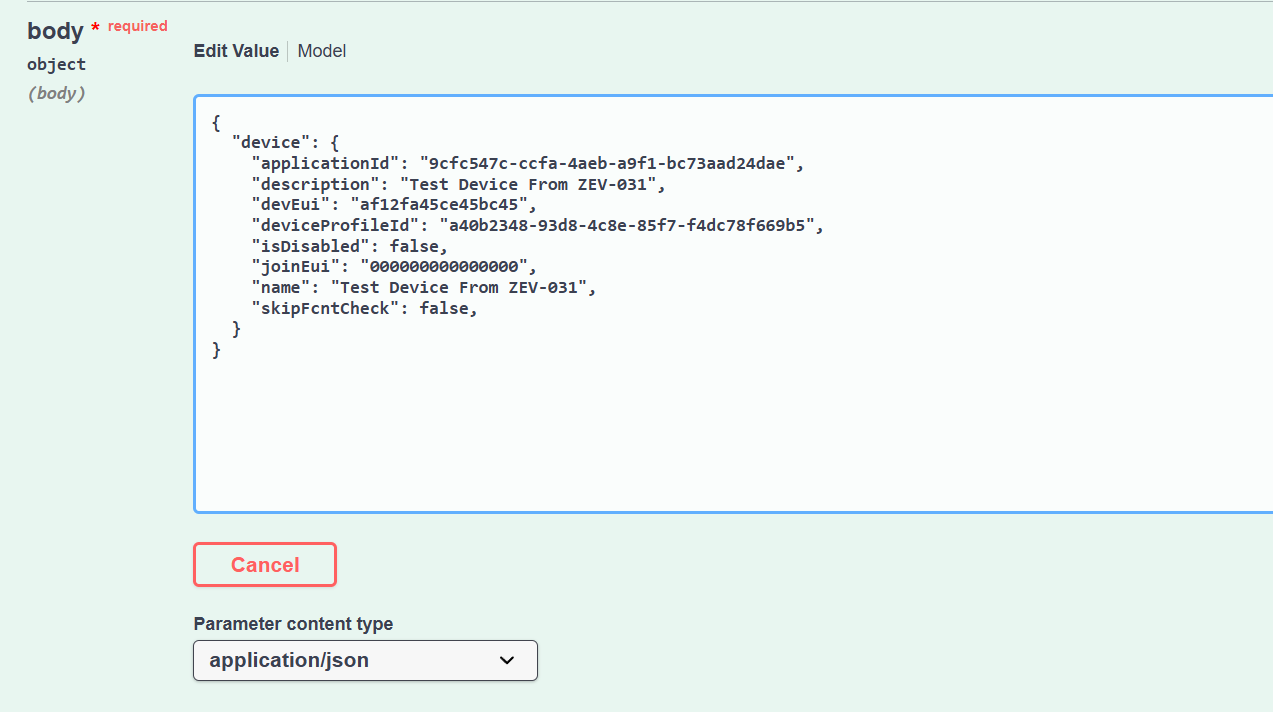 body * required
object
(body)
Edit Value
Model
{
"device": {
"applicationId": "9cfc547c-ccfa-4aeb-a9f1-bc73aad24dae",
"description": "Test Device From ZEV-031",
"devEui": "af12fa45ce45bc45",
"deviceProfileId": "a40b2348-93d8-4c8e-85f7-f4dc78f669b5",
"isDisabled": false,
"joinEui": "000000000000000",
"name": "Test Device From ZEV-031",
"skipFcntCheck": false,
}
}
Cancel
Parameter content type
application/json